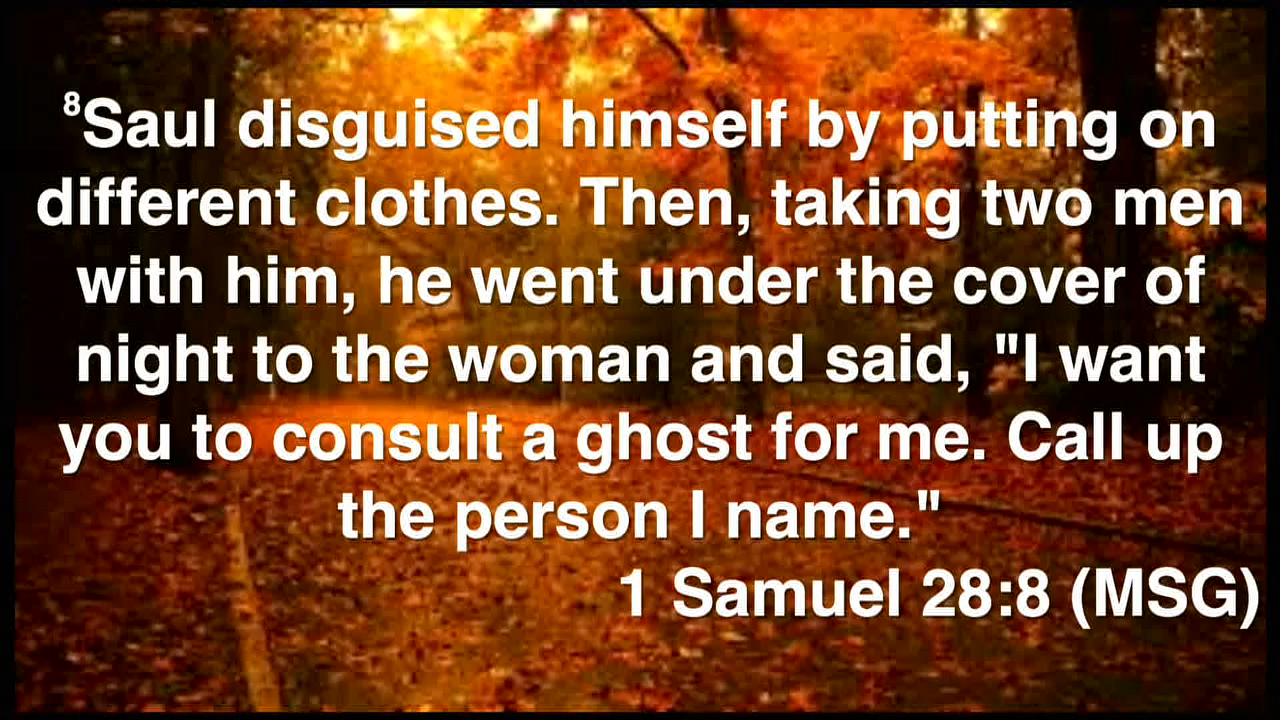 ⁸Saul disguised himself by putting on
different clothes. Then, taking two men
with him, he went under the cover of
night to the woman and said, "I want
you to consult a ghost for me. Call up
the person I name."
1 Samuel 28:8 (MSG)